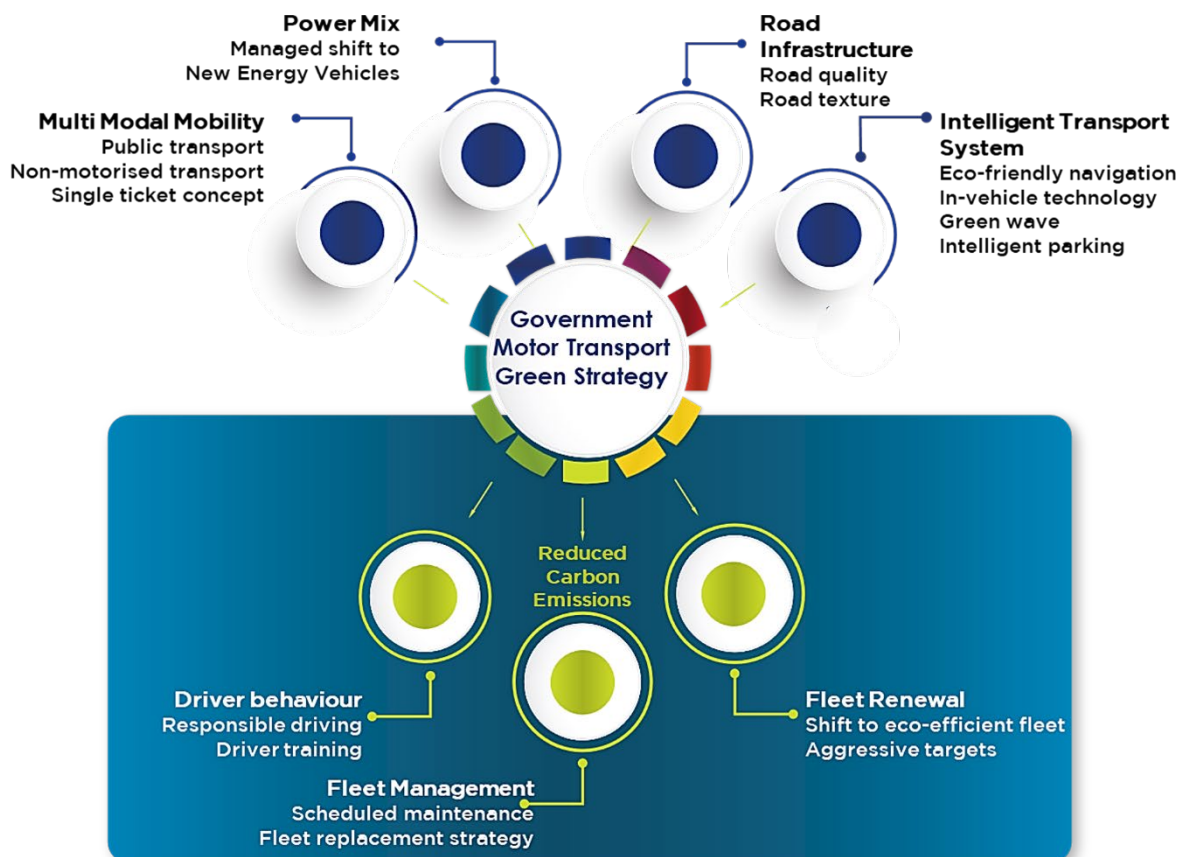 Power Mix
Managed shift to
New Energy Vehicles
Road
Infrastructure
Road quality
Road texture
Multi Modal Mobility
Public transport
Non-motorised transport
Single ticket concept
Intelligent Transport
System
Eco-friendly navigation
In-vehicle technology
Green wave
Intelligent parking
Government
Motor Transport
Green Strategy
Reduced
Carbon
Emissions
Driver behaviour
Responsible driving
Driver training
Fleet Management
Scheduled maintenance
Fleet replacement strategy
Fleet Renewal
Shift to eco-efficient fleet
Aggressive targets